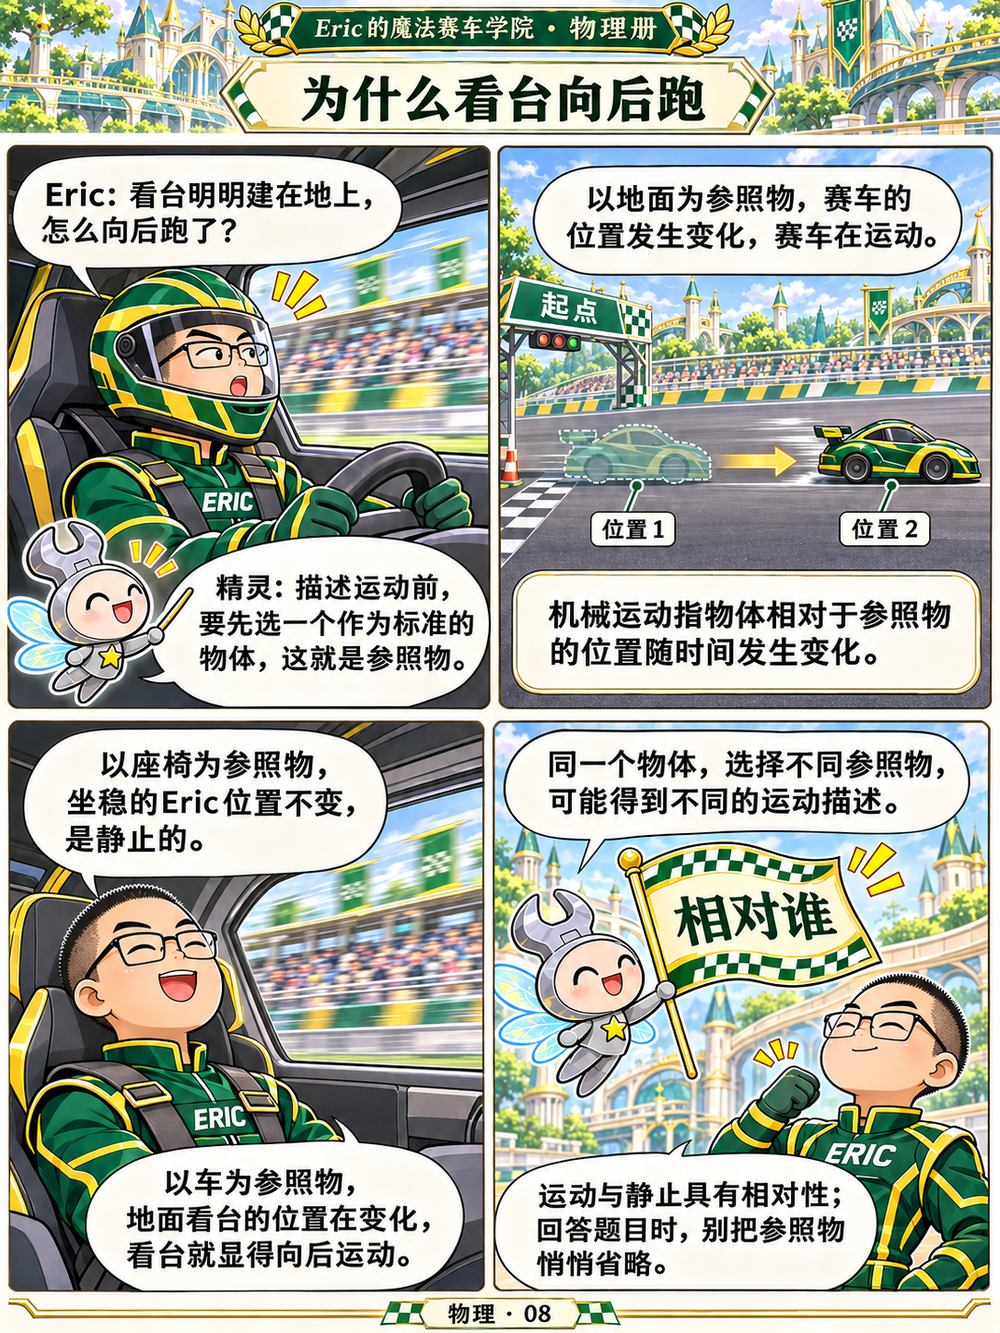 Eric的魔法赛车学院·物理册
为什么看台向后跑
Eric：看台明明建在地上，
怎么向后跑了？
ERIC
精灵：描述运动前，
要先选一个作为标准的
物体，这就是参照物。
以地面为参照物，赛车的
位置发生变化，赛车在运动。
起点
位置1
位置2
机械运动指物体相对于参照物
的位置随时间发生变化。
以座椅为参照物，
坐稳的Eric位置不变，
是静止的。
ERIC
以车为参照物，
地面看台的位置在变化，
看台就显得向后运动。
同一个物体，选择不同参照物，
可能得到不同的运动描述。
相对谁
ERIC
运动与静止具有相对性；
回答题目时，别把参照物
悄悄省略。
物理·08